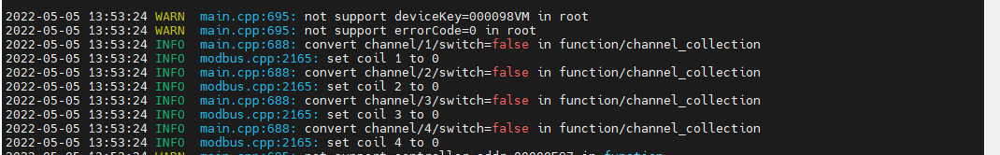 2022-05-05 13:53:24 WARN  main.cpp:695: not support deviceKey=000098VM in root
2022-05-05 13:53:24 WARN  main.cpp:695: not support errorCode=0 in root
2022-05-05 13:53:24 INFO  main.cpp:688: convert channel/1/switch=false in function/channel_collection
2022-05-05 13:53:24 INFO  modbus.cpp:2165: set coil 1 to 0
2022-05-05 13:53:24 INFO  main.cpp:688: convert channel/2/switch=false in function/channel_collection
2022-05-05 13:53:24 INFO  modbus.cpp:2165: set coil 2 to 0
2022-05-05 13:53:24 INFO  main.cpp:688: convert channel/3/switch=false in function/channel_collection
2022-05-05 13:53:24 INFO  modbus.cpp:2165: set coil 3 to 0
2022-05-05 13:53:24 INFO  main.cpp:688: convert channel/4/switch=false in function/channel_collection
2022-05-05 13:53:24 INFO  modbus.cpp:2165: set coil 4 to 0
2022-05-05 13:53:24 WARN  main.cpp:695: not support